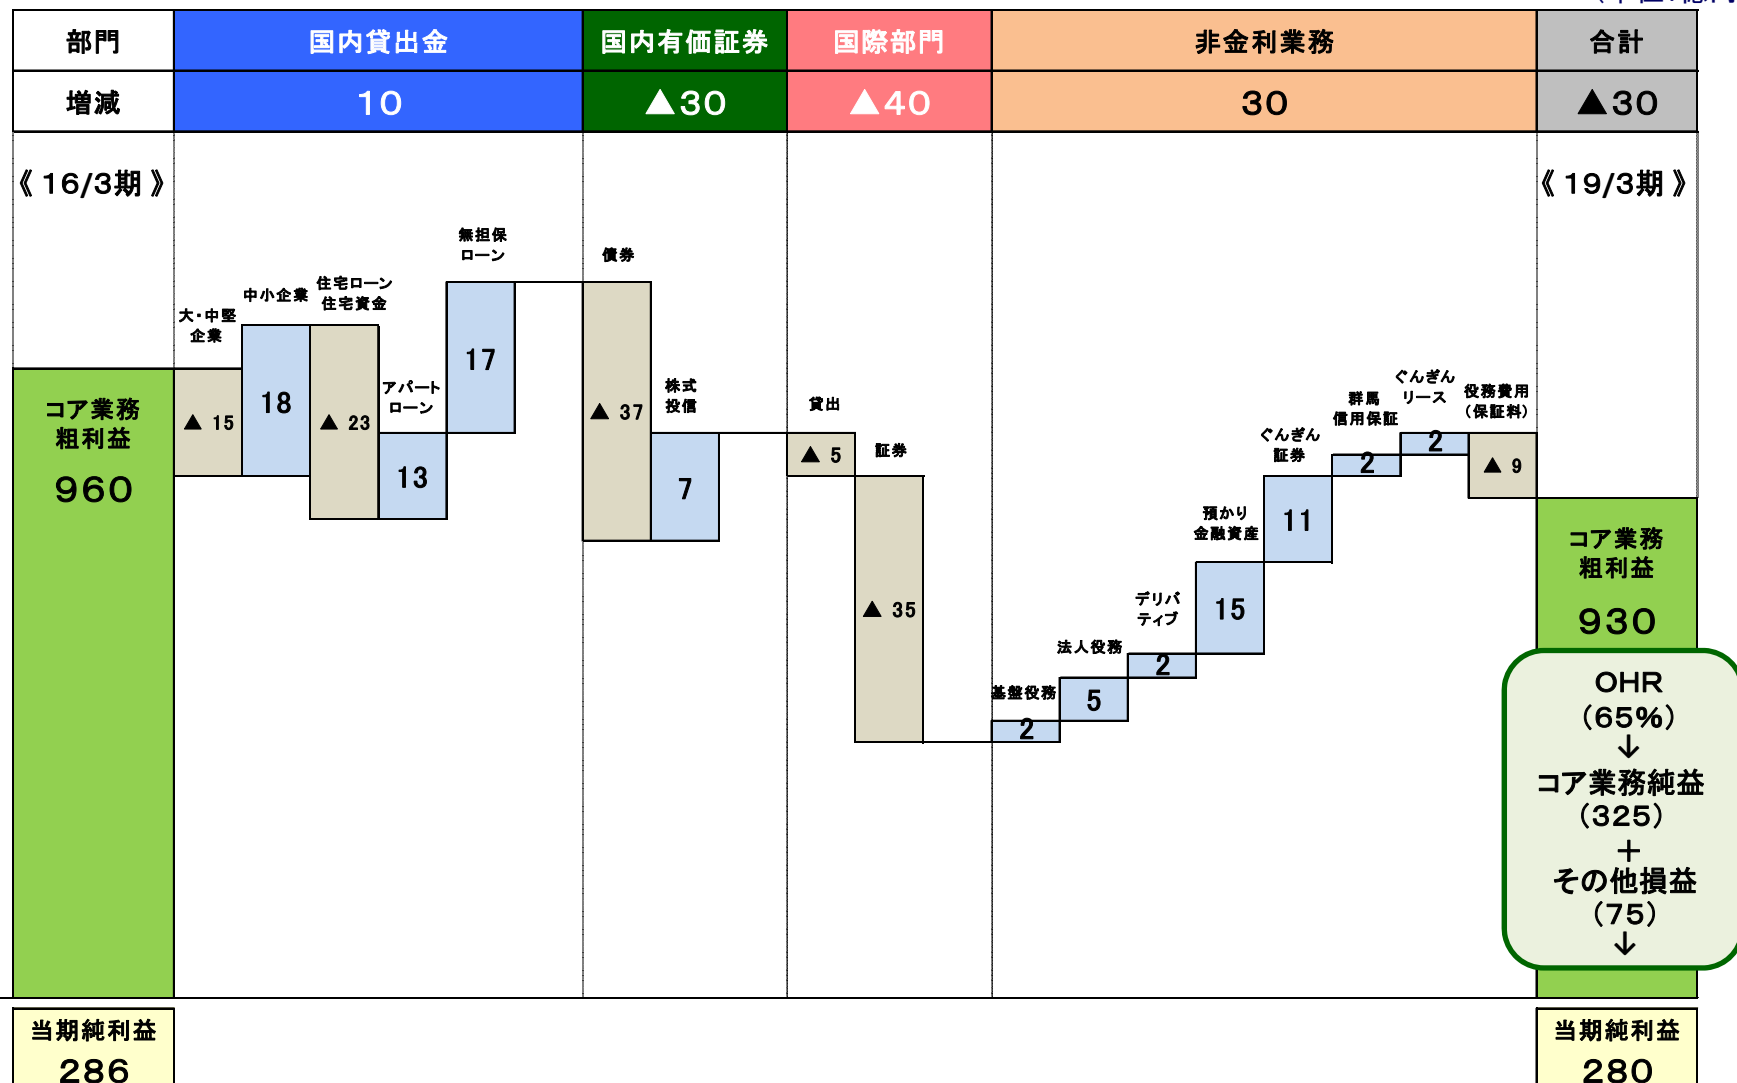 部門 国内貸出金 国内有価証券 国際部門 非金利業務 合計
増減 10 ▲30 ▲40 30 ▲30
《 16/3期 》
《 19/3期 》
コア業務
粗利益
960
大・中堅
企業
▲ 15
中小企業
18
住宅ローン
住宅資金
▲ 23
アパート
ローン
13
無担保
ローン
17
債券
▲ 37
株式
投信
7
貸出
▲ 5
証券
▲ 35
基盤役務
2
法人役務
5
デリバ
ティブ
2
預かり
金融資産
15
ぐんぎん
証券
11
群馬
信用保証
2
ぐんぎん
リース
2
役務費用
(保証料)
▲ 9
コア業務
粗利益
930
OHR
(65%)
↓
コア業務純益
(325)
+
その他損益
(75)
↓
当期純利益
286
当期純利益
280